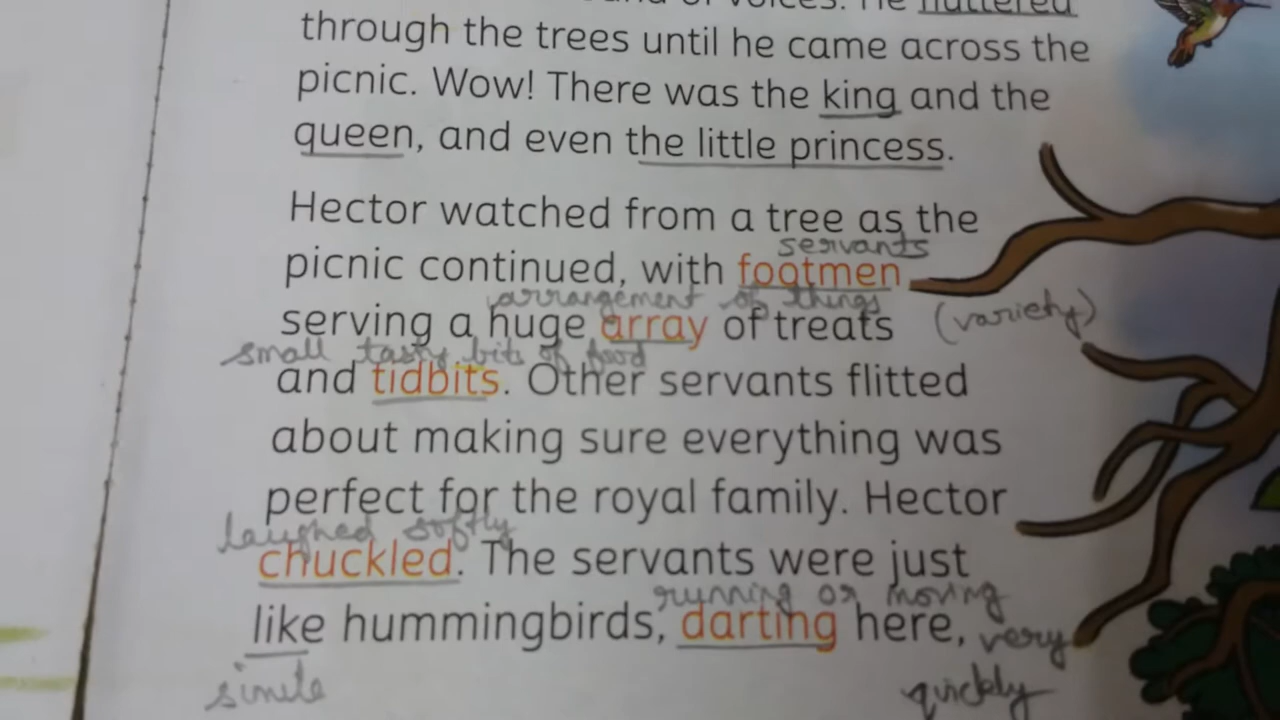 of voices. He fluttered
through the trees until he came across the
picnic. Wow! There was the king and the
queen, and even the little princess.
Hector watched from a tree as the
servants
picnic continued, with footmen
arrangement of things
serving a huge array of treats (variety)
small tasty bits of food
and tidbits. Other servants flitted
about making sure everything was
perfect for the royal family. Hector
laughed softly
chuckled. The servants were just
running or moving
like hummingbirds, darting here, very
simile quickly